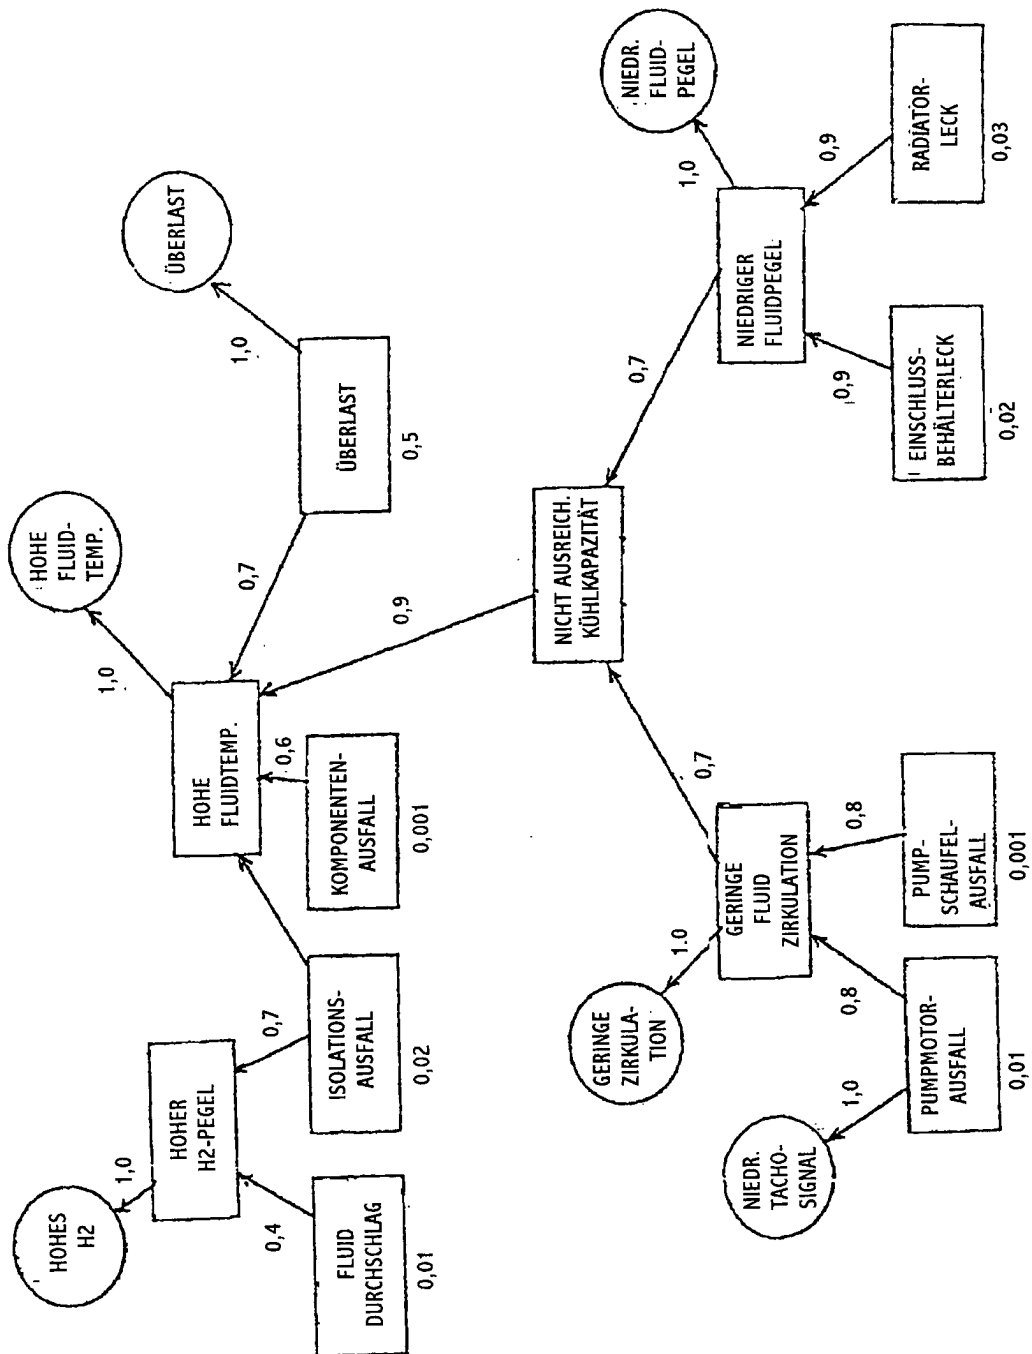 HOHES
H2
1,0
HOHER
H2-PEGEL
0,4
0,7
FLUID
DURCHSCHLAG
0,01
ISOLATIONS-
AUSFALL
0,02
HOHE
FLUID-
TEMP.
1,0
HOHE
FLUIDTEMP.
0,6
KOMPONENTEN-
AUSFALL
0,001
0,7
0,9
ÜBERLAST
1,0
ÜBERLAST
0,5
NICHT AUSREICH.
KÜHLKAPAZITÄT
0,7
0,7
GERINGE
ZIRKULA-
TION
1.0
GERINGE
FLUID
ZIRKULATION
NIEDR.
TACHO-
SIGNAL
1,0
0,8
0,8
PUMPMOTOR-
AUSFALL
0,01
PUMP-
SCHAUFEL-
AUSFALL
0,001
NIEDR.
FLUID-
PEGEL
1,0
NIEDRIGER
FLUIDPEGEL
0,9
0,9
EINSCHLUSS-
BEHÄLTERLECK
0,02
RADIATOR-
LECK
0,03